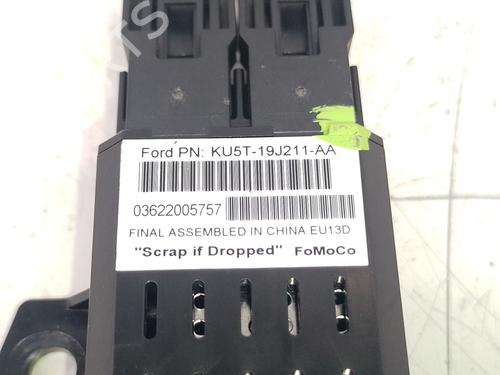 Ford PN: KU5T-19J211-AA
03622005757
FINAL ASSEMBLED IN CHINA EU13D
"Scrap if Dropped" FoMoCo